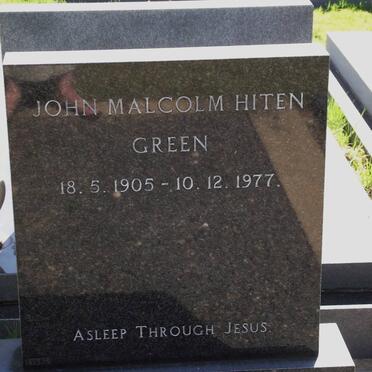 JOHN MALCOLM HITEN
GREEN
18. 5. 1905 - 10. 12. 1977.
ASLEEP THROUGH JESUS.